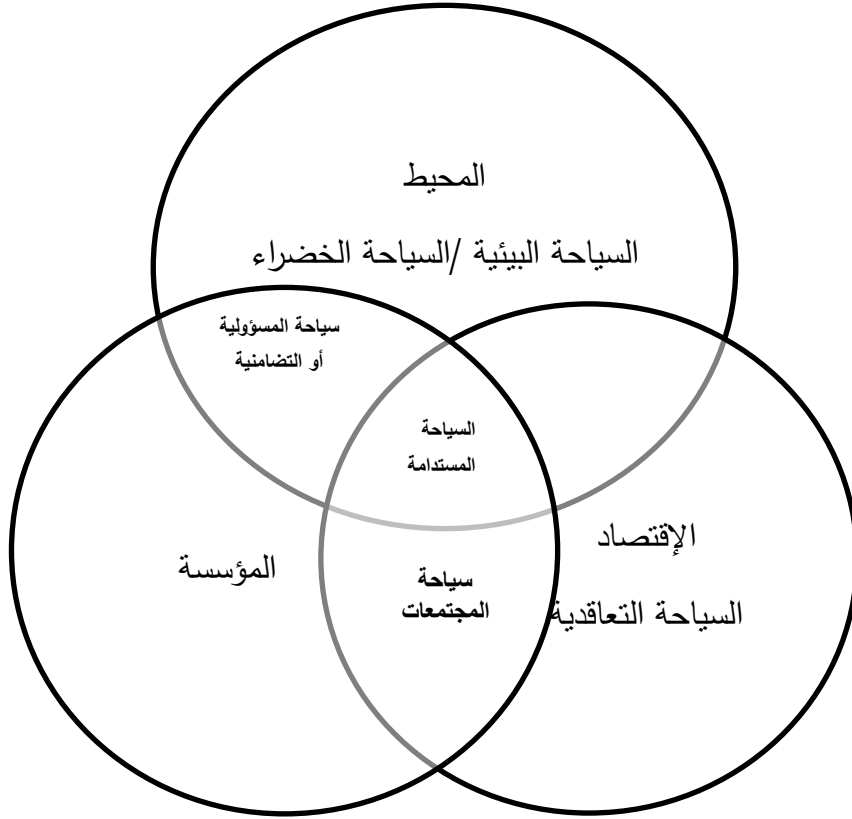 المحيط
السياحة البيئية /السياحة الخضراء
سياحة المسؤولية
أو التضامنية
السياحة
المستدامة
الإقتصاد
السياحة التعاقدية
المؤسسة
سياحة
المجتمعات